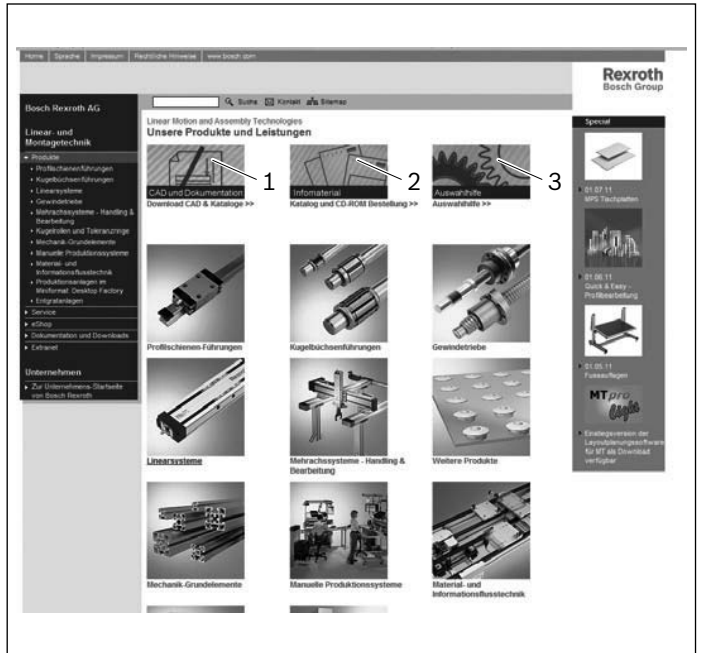 Home Sprache Impressum Rechtliche Hinweise www.bosch.com
Rexroth
Bosch Group
Suche Kontakt Sitemap
Bosch Rexroth AG
Linear- und
Montagetechnik
Produkte
Profilschienenführungen
Kugelbüchsenführungen
Linearsysteme
Gewindetriebe
Mehrachssysteme - Handling &
Bearbeitung
Kugelrollen und Toleranzringe
Mechanik-Grundelemente
Manuelle Produktionssysteme
Material- und
Informationsflusstechnik
Produktionsanlagen im
Miniformat: Desktop Factory
Entgratanlagen
Service
eShop
Dokumentation und Downloads
Extranet
Unternehmen
Zur Unternehmens-Startseite
von Bosch Rexroth
Linear Motion and Assembly Technologies
Unsere Produkte und Leistungen
1
CAD und Dokumentation
Download CAD & Kataloge >>
2
Infomaterial
Katalog und CD-ROM Bestellung >>
3
Auswahlhilfe
Auswahlhilfe >>
Profilschienen-Führungen
Kugelbüchsenführungen
Gewindetriebe
Linearsysteme
Mehrachssysteme - Handling &
Bearbeitung
Weitere Produkte
Mechanik-Grundelemente
Manuelle Produktionssysteme
Material- und
Informationsflusstechnik
Special
01.07.11
MPS Tischplatten
01.06.11
Quick & Easy -
Profilbearbeitung
01.05.11
Fussauflagen
MTpro
light
Einstiegsversion der
Layoutplanungssoftware
für MT als Download
verfügbar